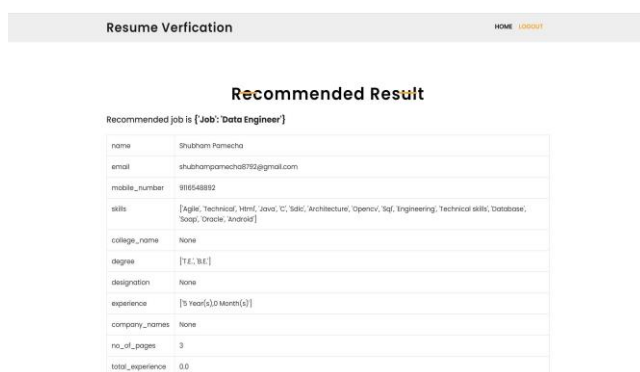 Resume Verfication
HOME LOGOUT
Recommended Result
Recommended job is {'Job': 'Data Engineer'}
name Shubham Pamecha
email shubhampamecha8792@gmail.com
mobile_number 9116548892
skills ['Agile', 'Technical', 'Html', 'Java', 'C', 'Sdlc', 'Architecture', 'Opencv', 'Sql', 'Engineering', 'Technical skills', 'Database',
'Soap', 'Oracle', 'Android']
college_name None
degree ['T.E.', 'B.E.']
designation None
experience ['5 Year(s),0 Month(s)']
company_names None
no_of_pages 3
total_experience 0.0